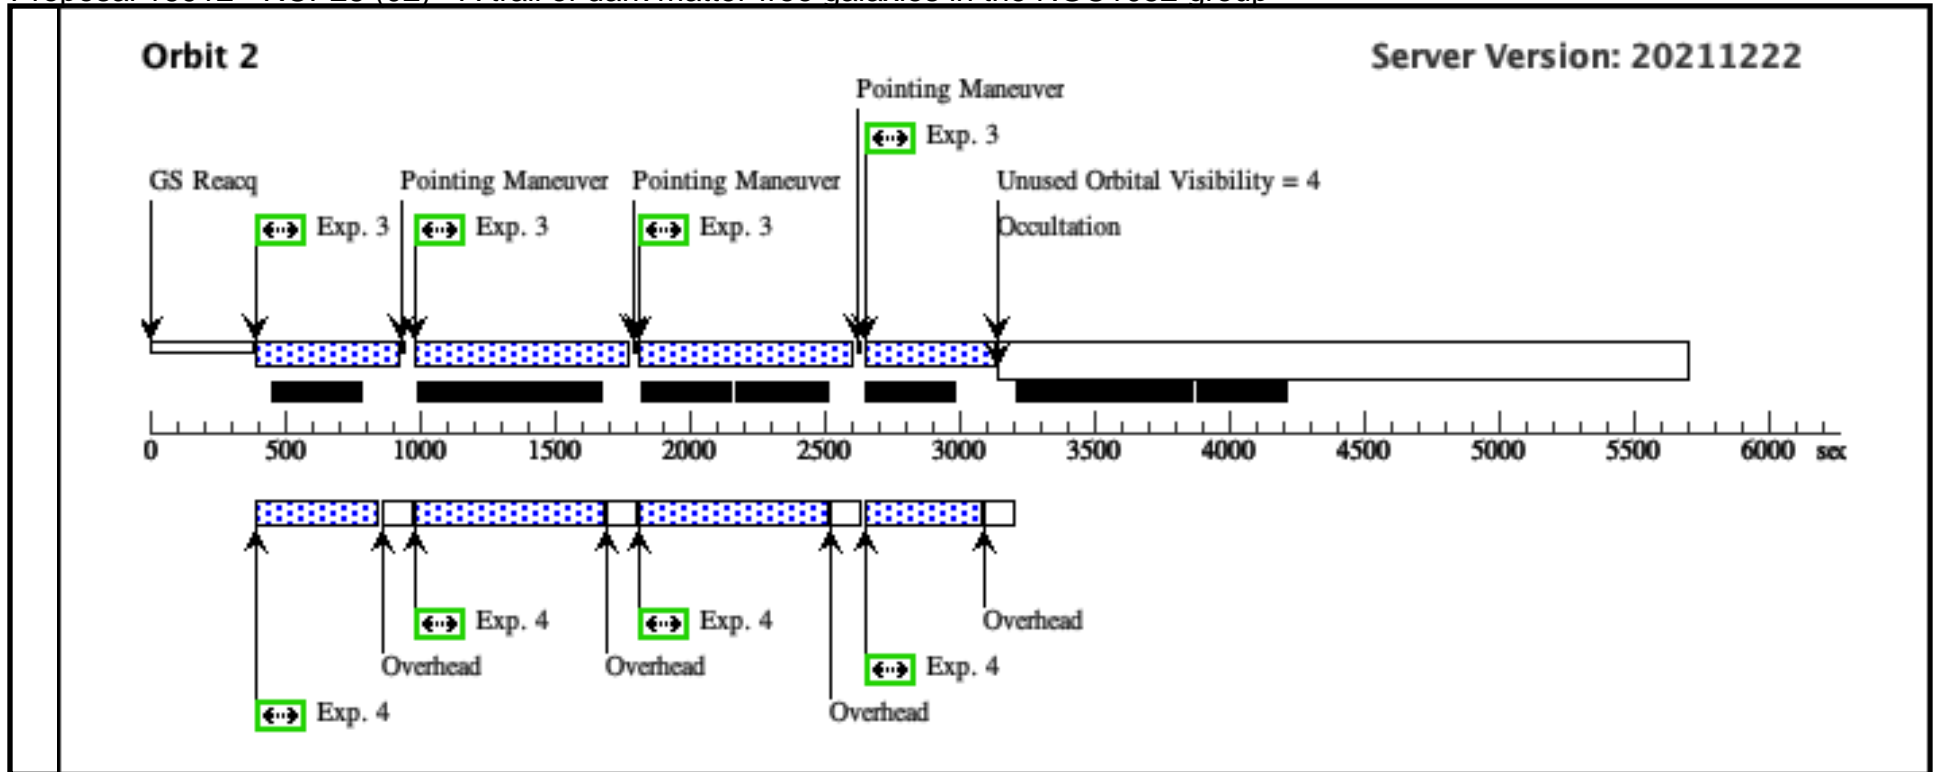 Orbit 2
Server Version: 20211222
Pointing Maneuver
Exp. 3
GS Reacq
Pointing Maneuver
Pointing Maneuver
Unused Orbital Visibility = 4
Exp. 3
Exp. 3
Exp. 3
Occultation
0
500
1000
1500
2000
2500
3000
3500
4000
4500
5000
5500
6000
sec
Exp. 4
Exp. 4
Overhead
Overhead
Overhead
Exp. 4
Exp. 4
Overhead